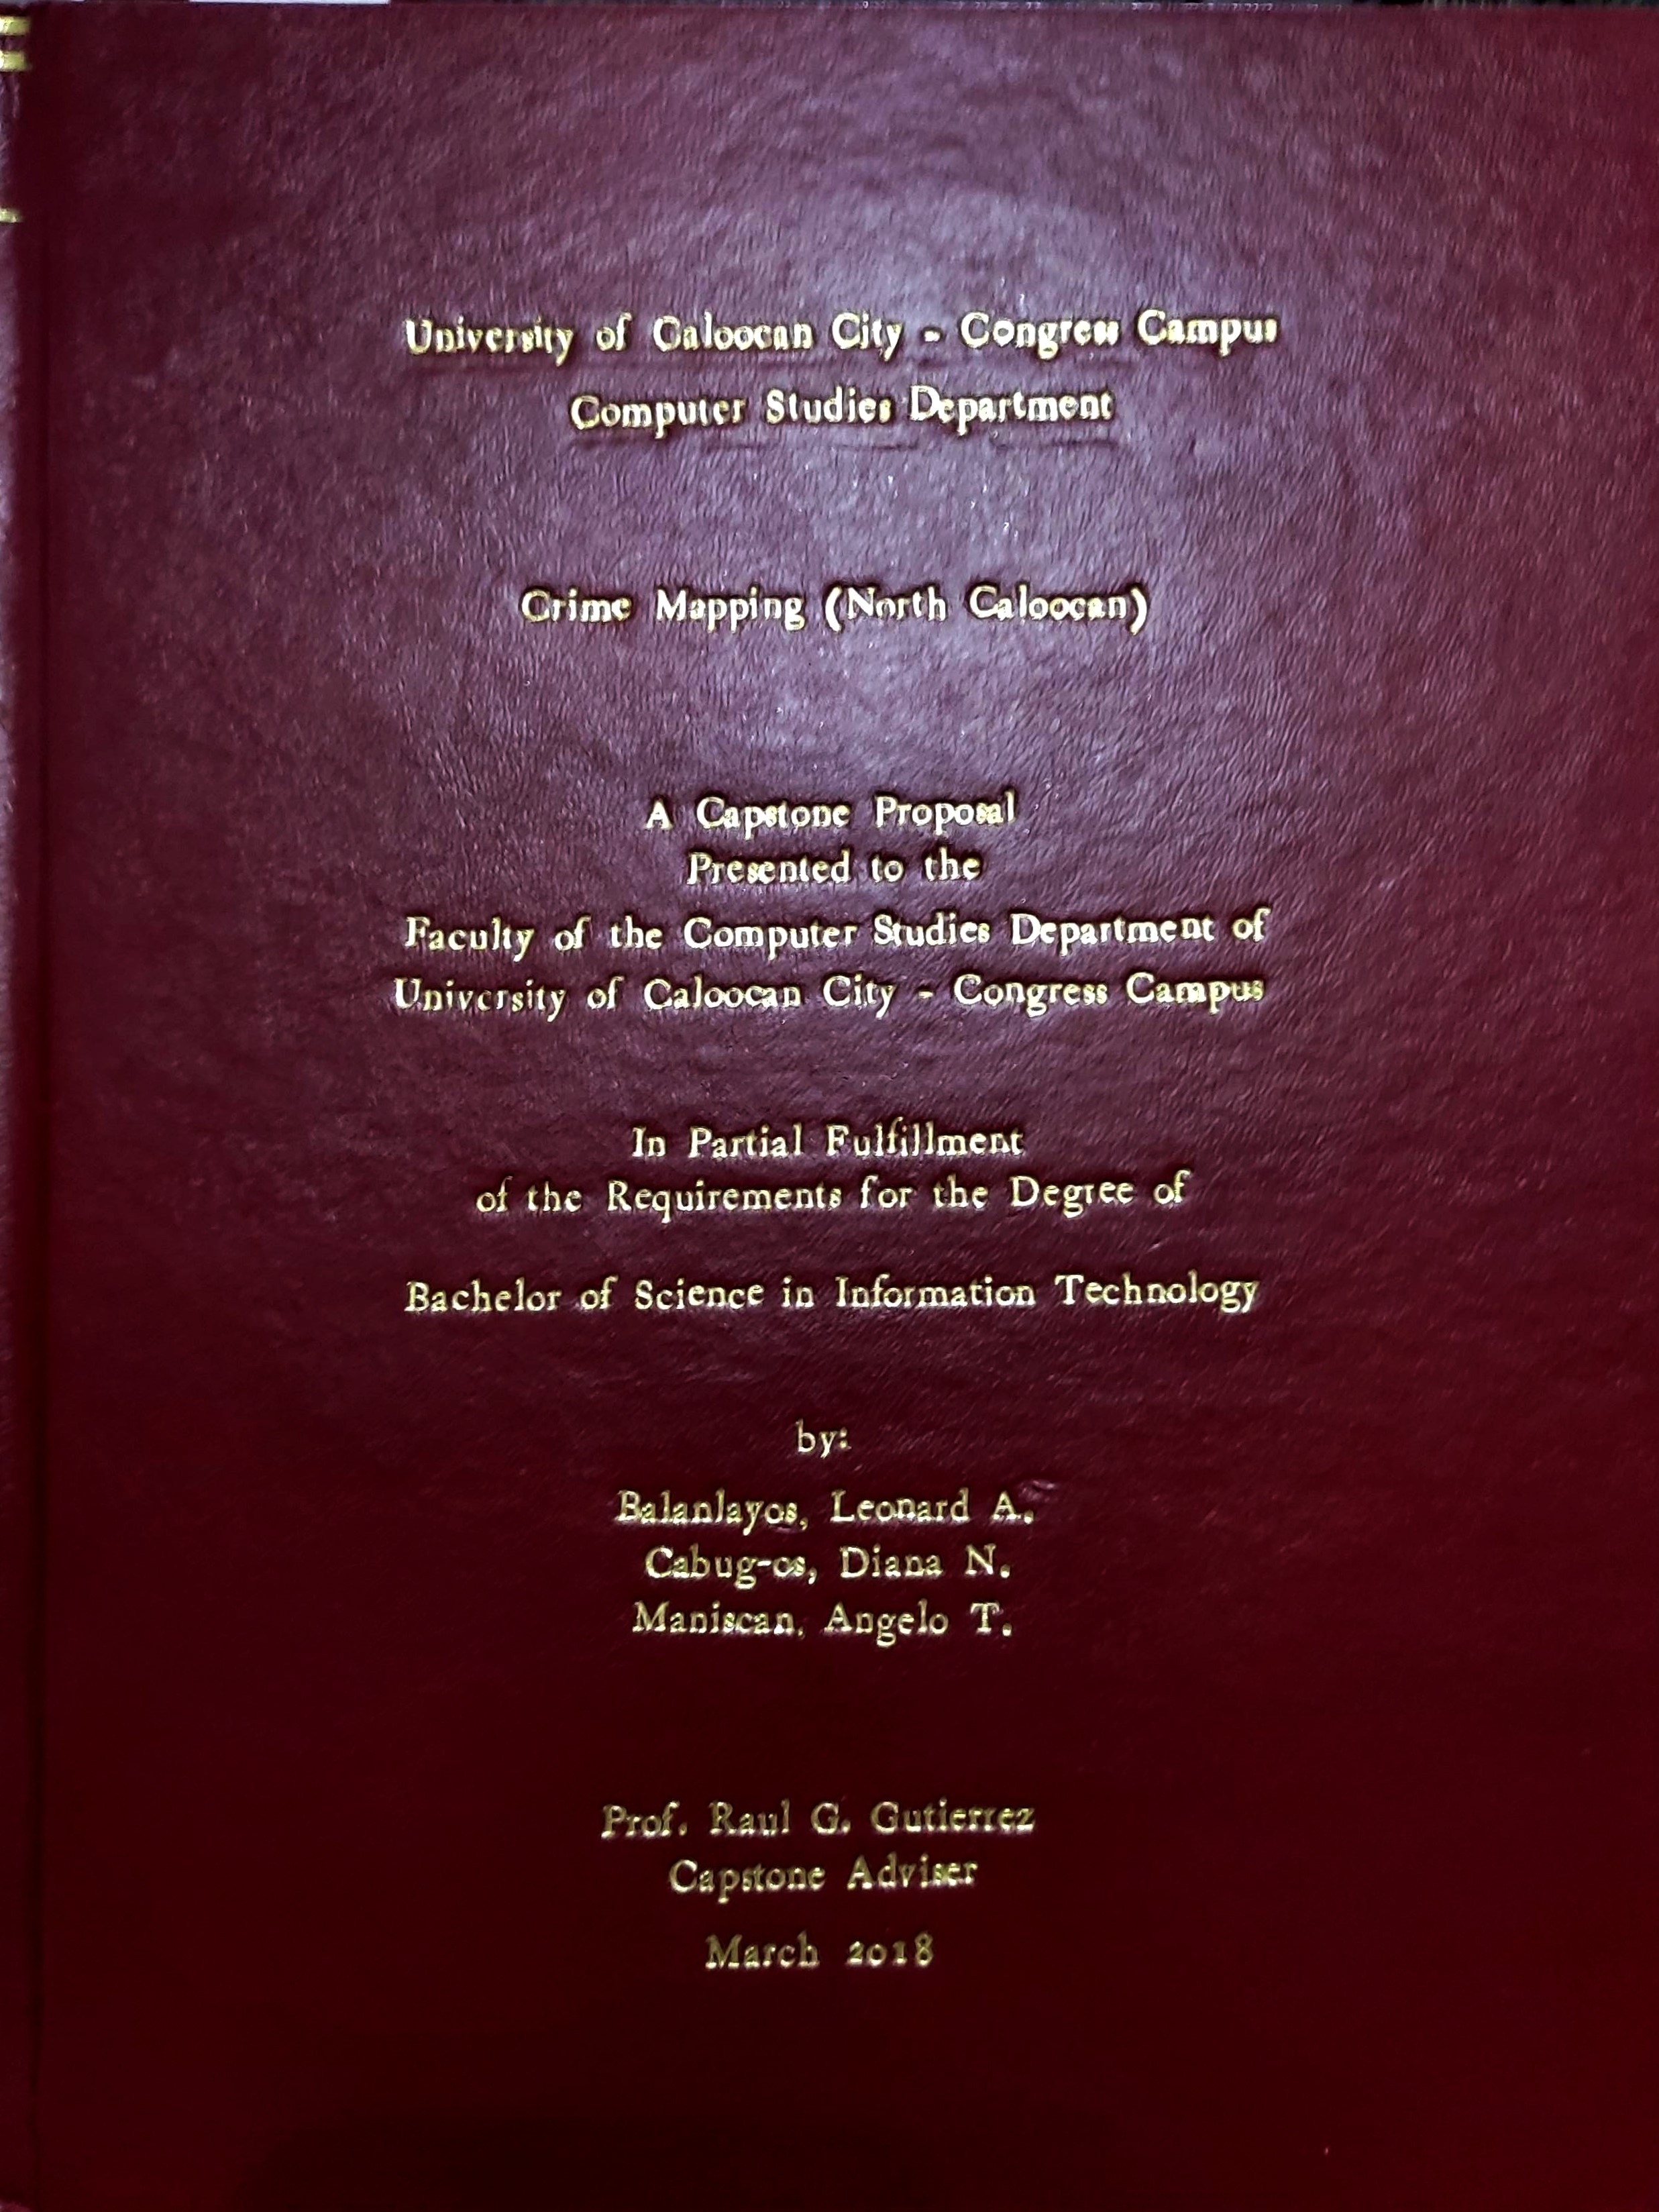 University of Caloocan City - Congress Campus
Computer Studies Department
Crime Mapping (North Caloocan)
A Capstone Proposal
Presented to the
Faculty of the Computer Studies Department of
University of Caloocan City - Congress Campus
In Partial Fulfillment
of the Requirements for the Degree of
Bachelor of Science in Information Technology
by:
Balanlayos, Leonard A.
Cabug-os, Diana N.
Maniscan, Angelo T.
Prof. Raul G. Gutierrez
Capstone Adviser
March 2018